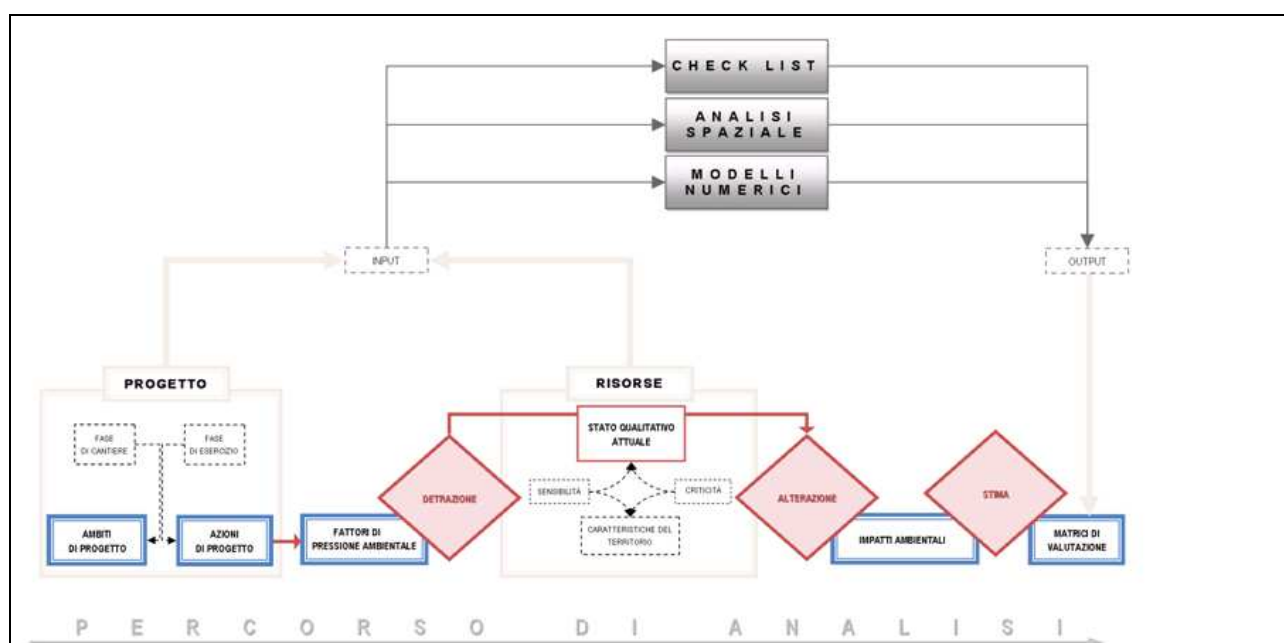 CHECK LIST
ANALISI
SPAZIALE
MODELLI
NUMERICI
INPUT
OUTPUT
PROGETTO
RISORSE
FASE
DI CANTIERE
FASE
DI ESERCIZIO
STATO QUALITATIVO
ATTUALE
DETRAZIONE
SENSIBILITÀ
CRITICITÀ
ALTERAZIONE
STIMA
AMBITI
DI PROGETTO
AZIONI
DI PROGETTO
FATTORI DI
PRESSIONE AMBIENTALE
CARATTERISTICHE DEL
TERRITORIO
IMPATTI AMBIENTALI
MATRICI DI
VALUTAZIONE
PERCORSO DI ANALISI